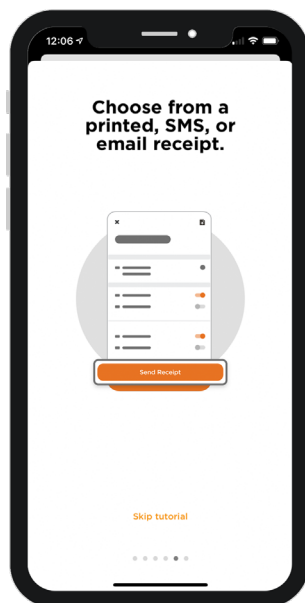 12:06
Choose from a
printed, SMS, or
email receipt.
Send Receipt
Skip tutorial